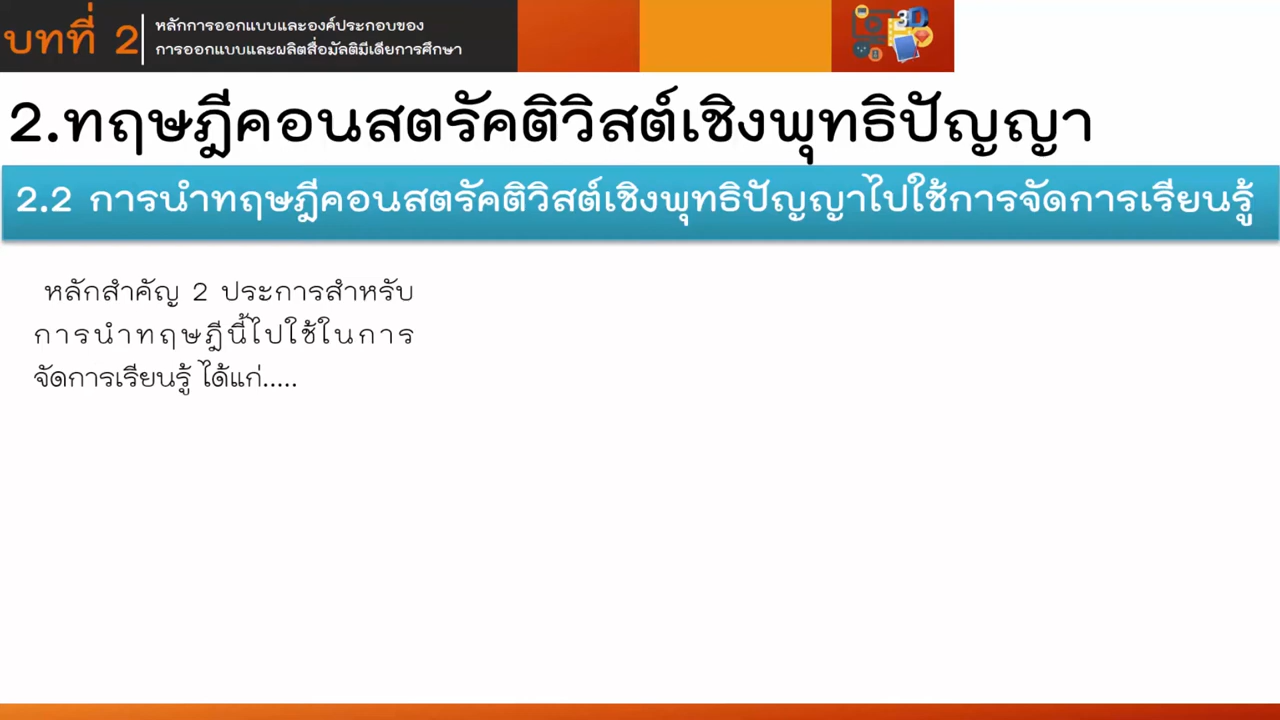 บทที่ 2
หลักการออกแบบและองค์ประกอบของ
การออกแบบและผลิตสื่อมัลติมีเดียการศึกษา
3D
2.ทฤษฎีคอนสตรัคติวิสต์เชิงพุทธิปัญญา
2.2 การนำทฤษฎีคอนสตรัคติวิสต์เชิงพุทธิปัญญาไปใช้การจัดการเรียนรู้
หลักสำคัญ 2 ประการสำหรับ
การนำทฤษฎีนี้ไปใช้ในการ
จัดการเรียนรู้ ได้แก่.....